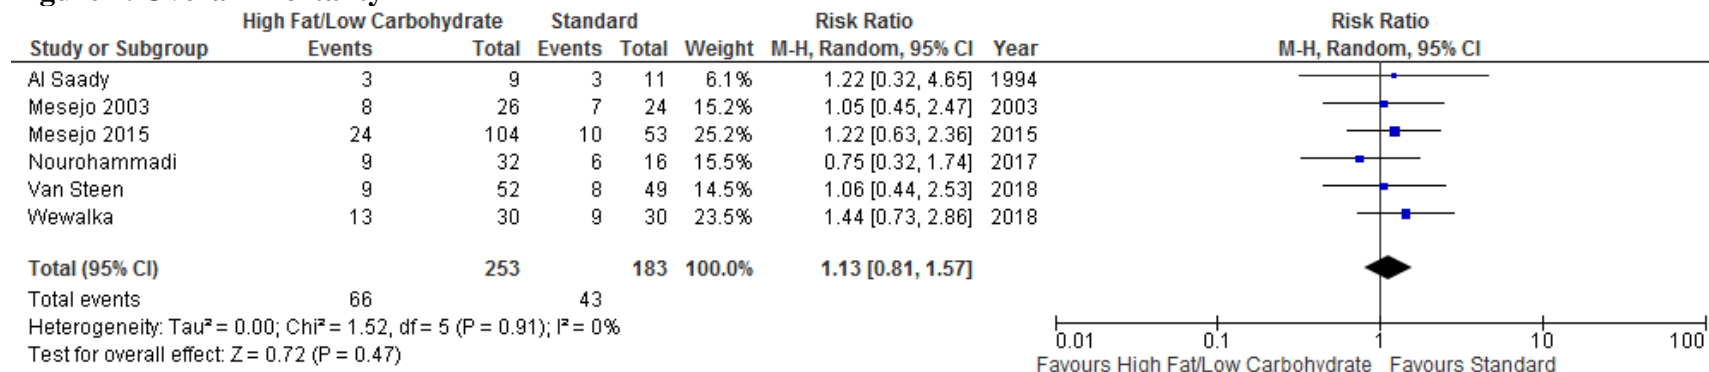 High Fat/Low Carbohydrate Standard Risk Ratio Risk Ratio
Study or Subgroup Events Total Events Total Weight M-H, Random, 95% CI Year M-H, Random, 95% CI
Al Saady 3 9 3 11 6.1% 1.22 [0.32, 4.65] 1994
Mesejo 2003 8 26 7 24 15.2% 1.05 [0.45, 2.47] 2003
Mesejo 2015 24 104 10 53 25.2% 1.22 [0.63, 2.36] 2015
Nourohammadi 9 32 6 16 15.5% 0.75 [0.32, 1.74] 2017
Van Steen 9 52 8 49 14.5% 1.06 [0.44, 2.53] 2018
Wewalka 13 30 9 30 23.5% 1.44 [0.73, 2.86] 2018
Total (95% CI) 253 183 100.0% 1.13 [0.81, 1.57]
Total events 66 43
Heterogeneity: Tau² = 0.00; Chi² = 1.52, df = 5 (P = 0.91); I² = 0%
Test for overall effect: Z = 0.72 (P = 0.47)
0.01 0.1 1 10 100
Favours High Fat/Low Carbohydrate Favours Standard